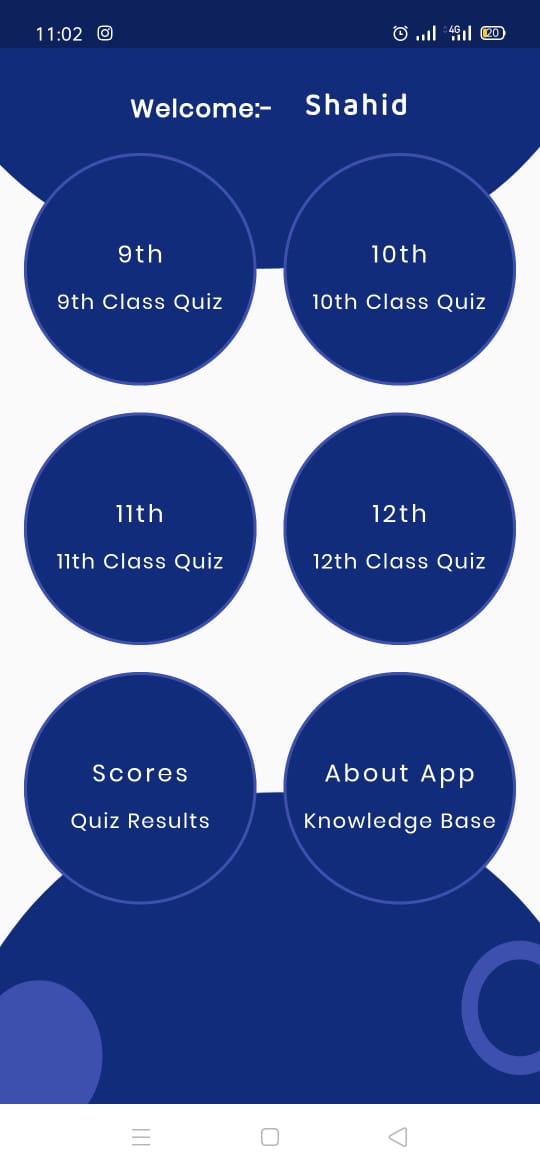 11:02 4G 20
Welcome:- Shahid
9th
9th Class Quiz
10th
10th Class Quiz
11th
11th Class Quiz
12th
12th Class Quiz
Scores
Quiz Results
About App
Knowledge Base